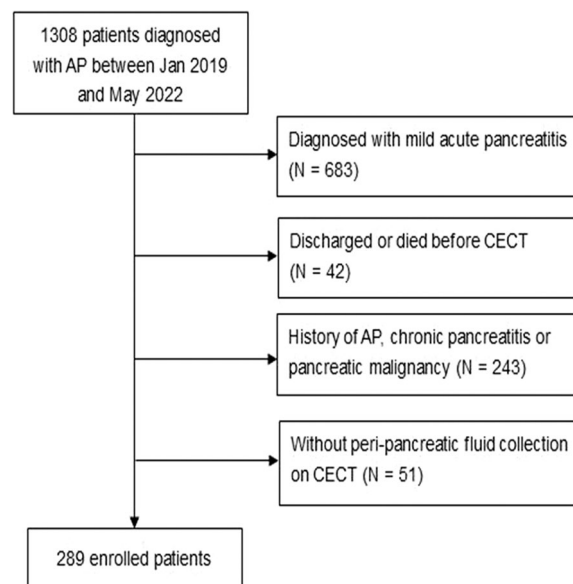 1308 patients diagnosed
with AP between Jan 2019
and May 2022
Diagnosed with mild acute pancreatitis
(N = 683)
Discharged or died before CECT
(N = 42)
History of AP, chronic pancreatitis or
pancreatic malignancy (N = 243)
Without peri-pancreatic fluid collection
on CECT (N = 51)
289 enrolled patients